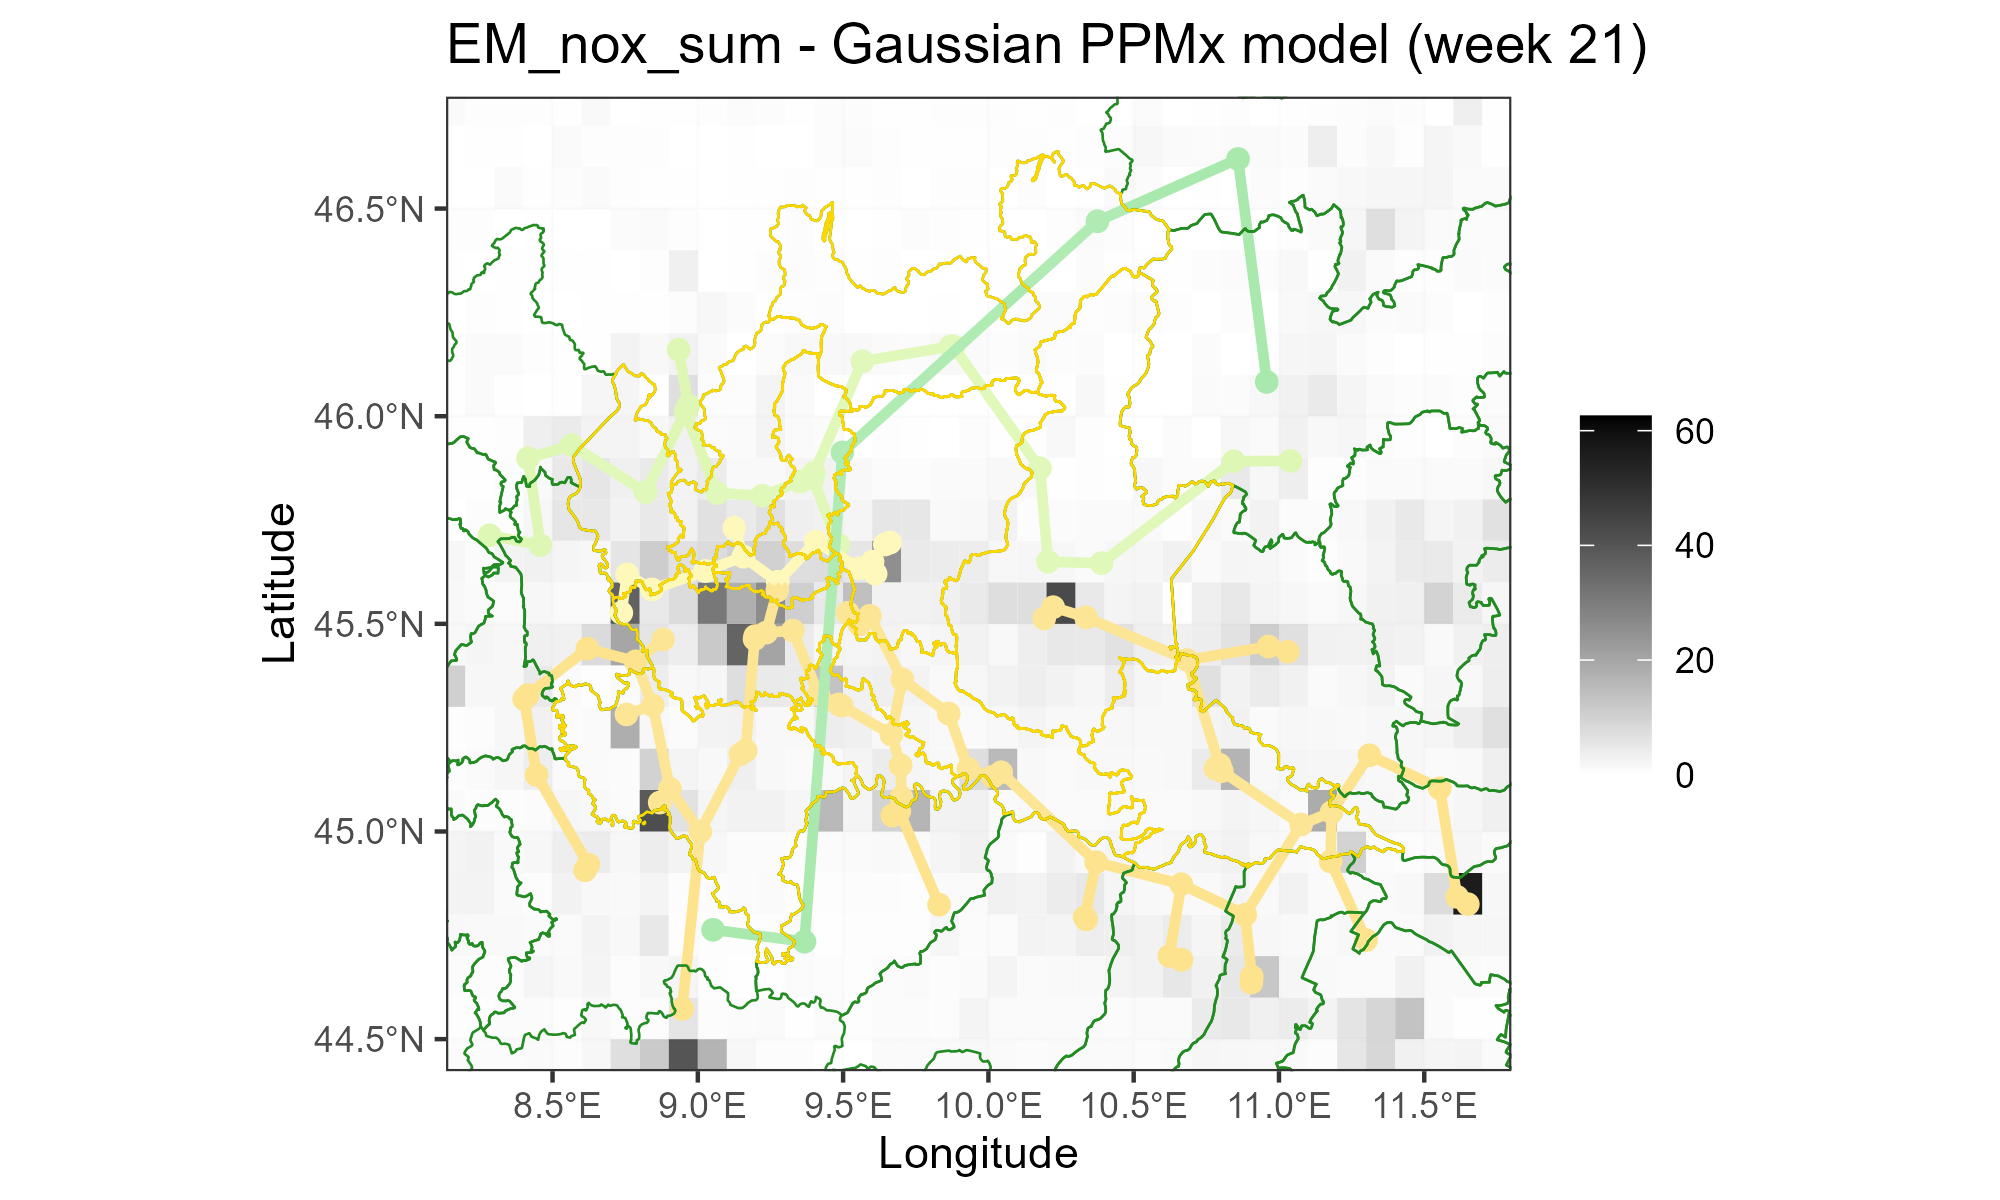 EM_nox_sum - Gaussian PPMx model (week 21)
46.5°N
46.0°N
45.5°N
45.0°N
44.5°N
Latitude
8.5°E 9.0°E 9.5°E 10.0°E 10.5°E 11.0°E 11.5°E
Longitude
60
40
20
0